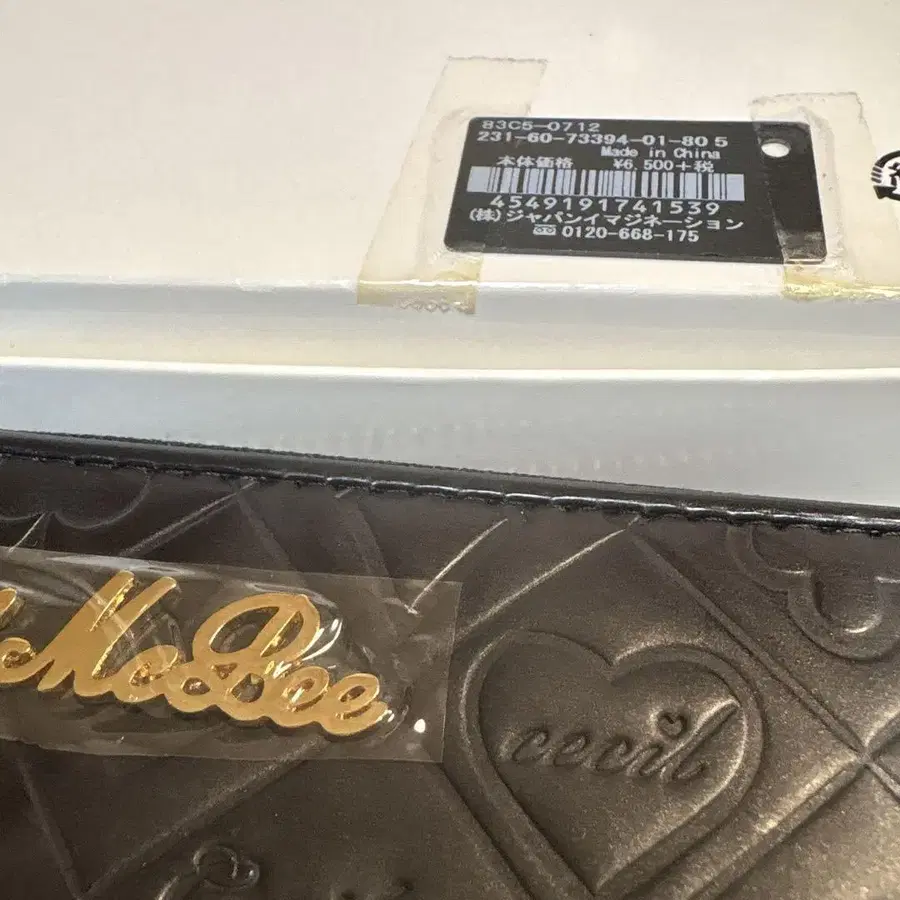 83C5-0712
231-60-73394-01-80 5
Made in China
本体価格 ¥6,500+税
4549191741539
(株)ジャパンイマジネーション
0120-668-175
McBee
cecil